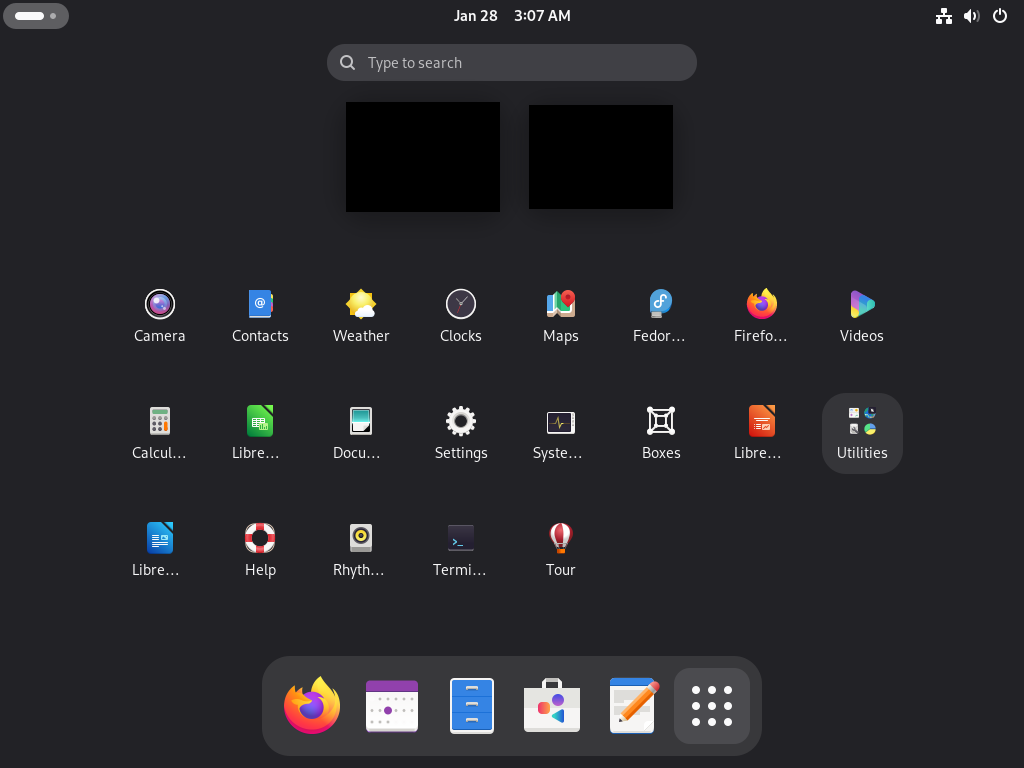 Jan 28 3:07 AM
Type to search
Camera Contacts Weather Clocks Maps Fedor... Firefo... Videos
@
Calcul... Libre... Docu... Settings Syste... Boxes Libre... Utilities
Libre... Help Rhyth... Termi... Tour
>_